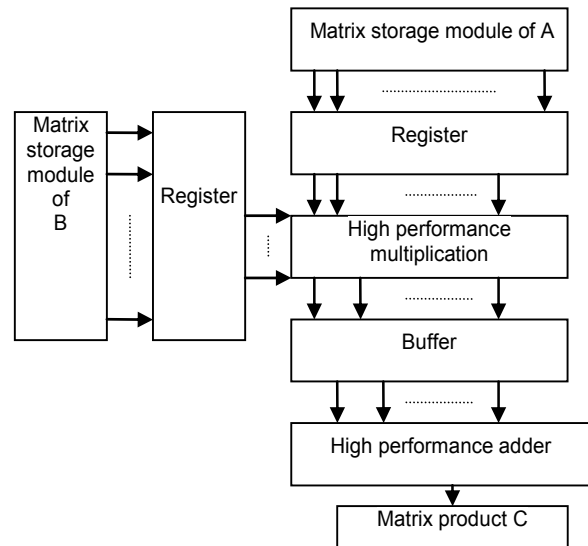 Matrix storage module of A
Register
Matrix
storage
module
of
B
Register
High performance
multiplication
Buffer
High performance adder
Matrix product C